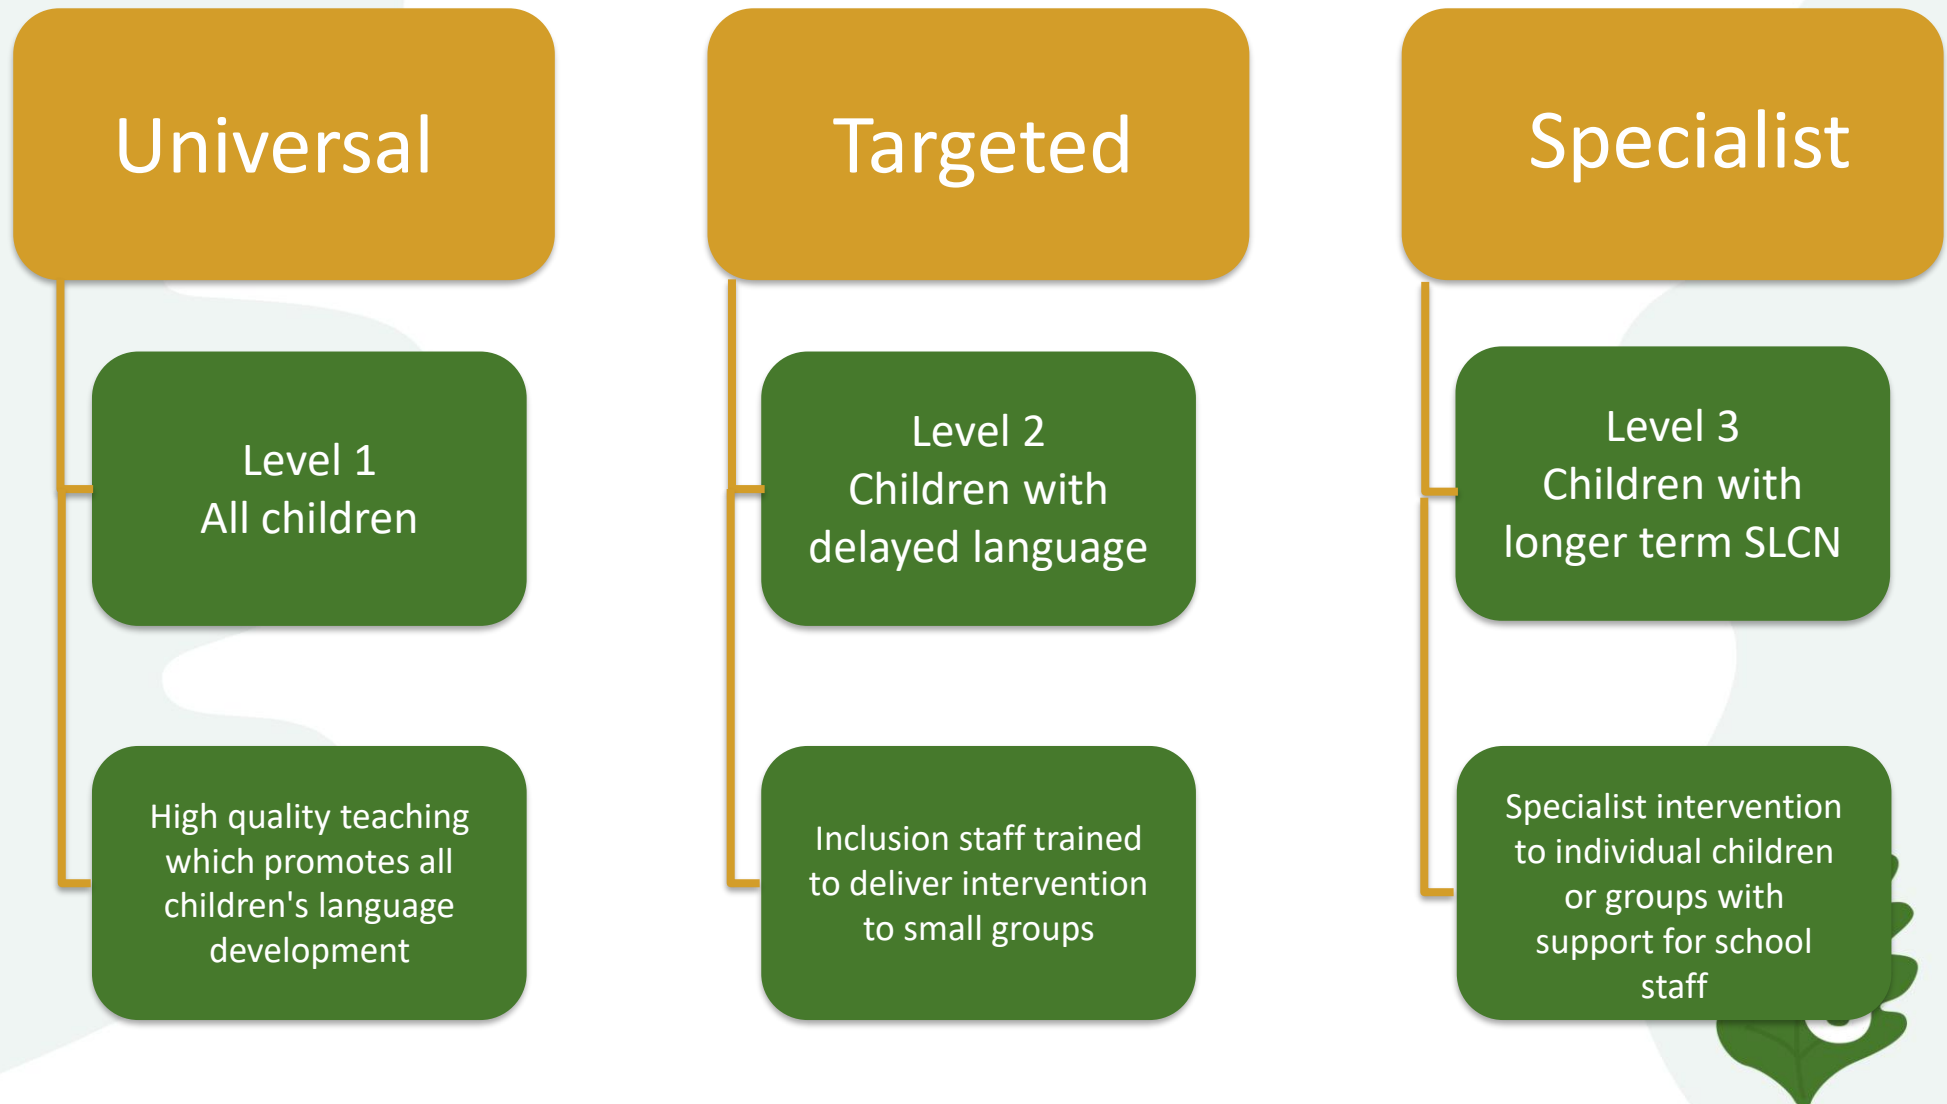 Universal
Level 1
All children
High quality teaching
which promotes all
children's language
development
Targeted
Level 2
Children with
delayed language
Inclusion staff trained
to deliver intervention
to small groups
Specialist
Level 3
Children with
longer term SLCN
Specialist intervention
to individual children
or groups with
support for school
staff